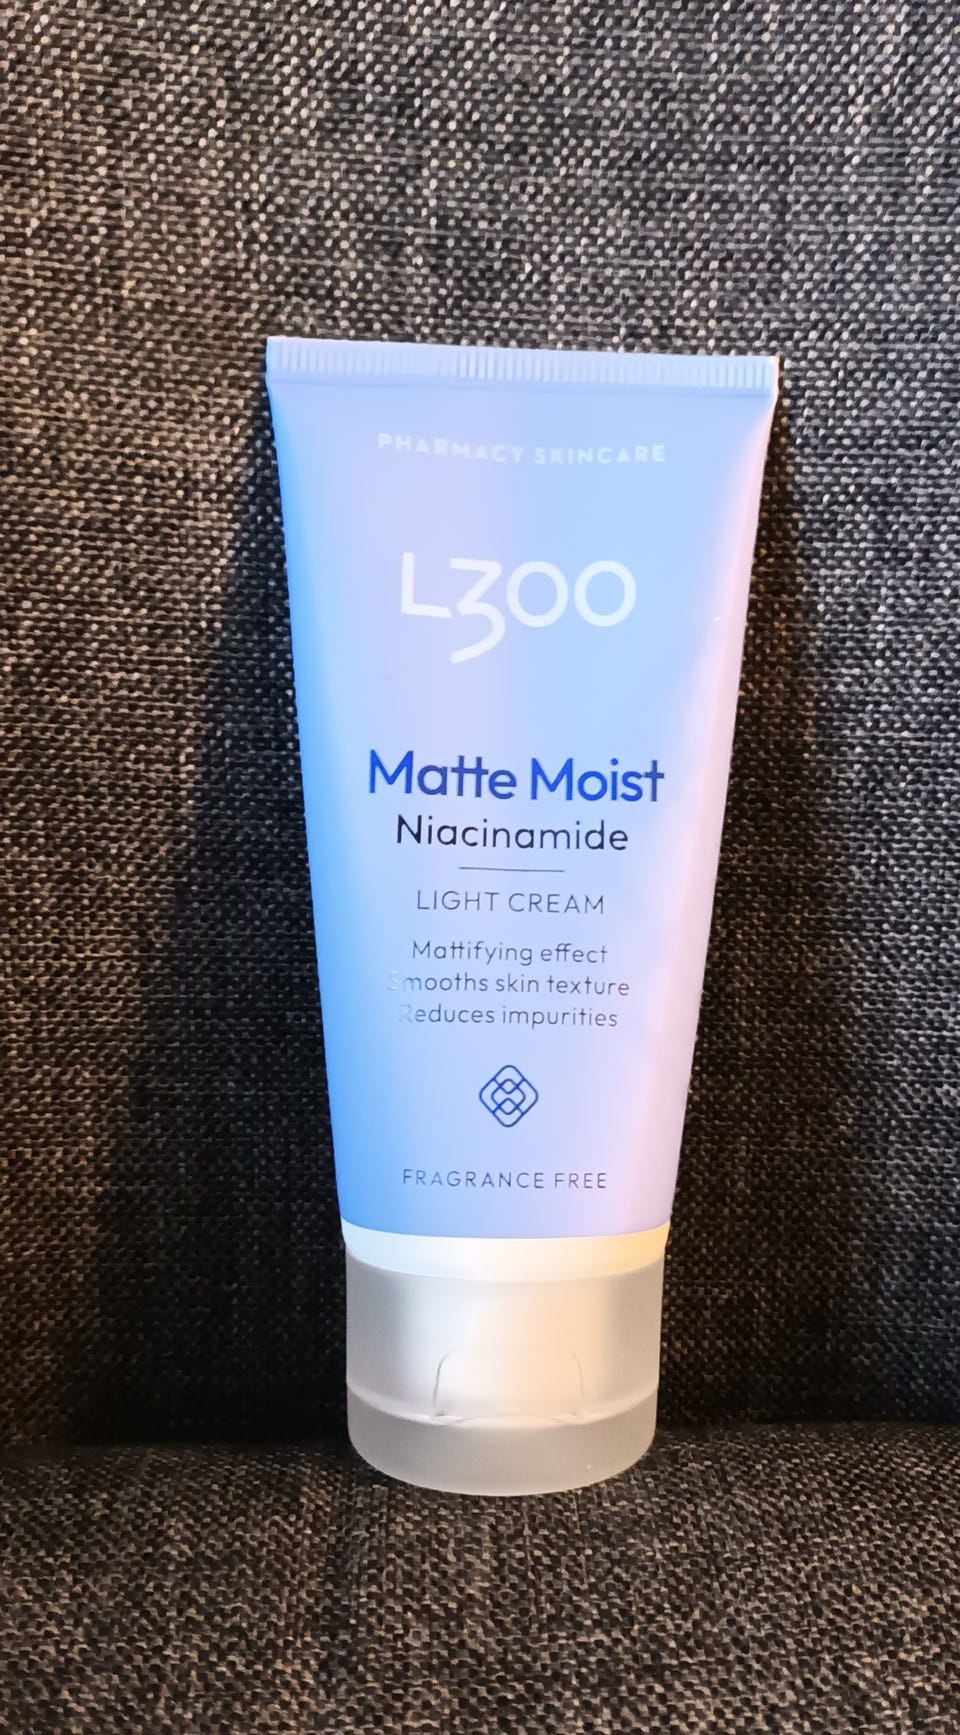 PHARMACY SKINCARE
L300
Matte Moist
Niacinamide
LIGHT CREAM
Mattifying effect
Smooths skin texture
Reduces impurities
FRAGRANCE FREE